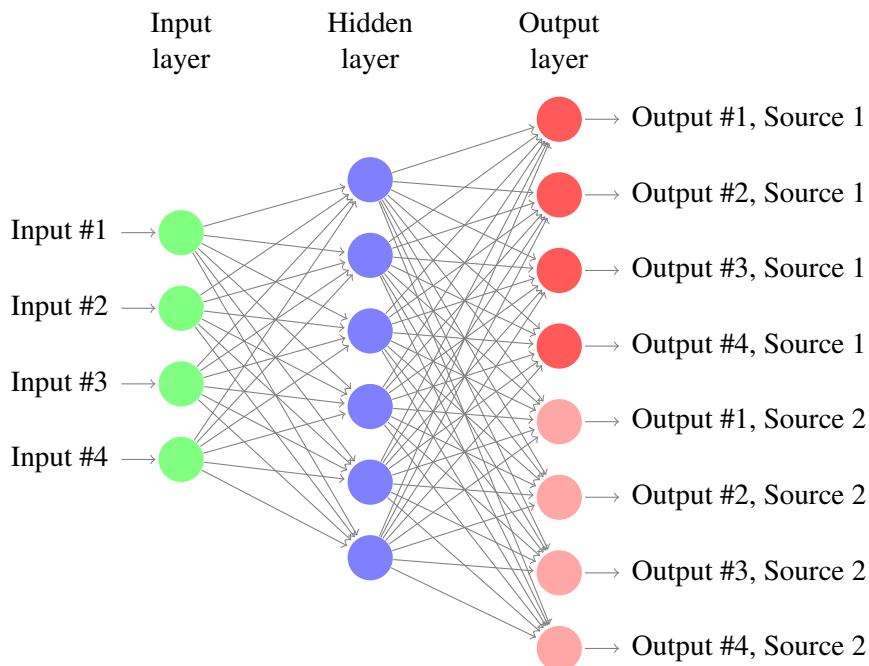 Input
layer
Hidden
layer
Output
layer
Input #1
Input #2
Input #3
Input #4
Output #1, Source 1
Output #2, Source 1
Output #3, Source 1
Output #4, Source 1
Output #1, Source 2
Output #2, Source 2
Output #3, Source 2
Output #4, Source 2